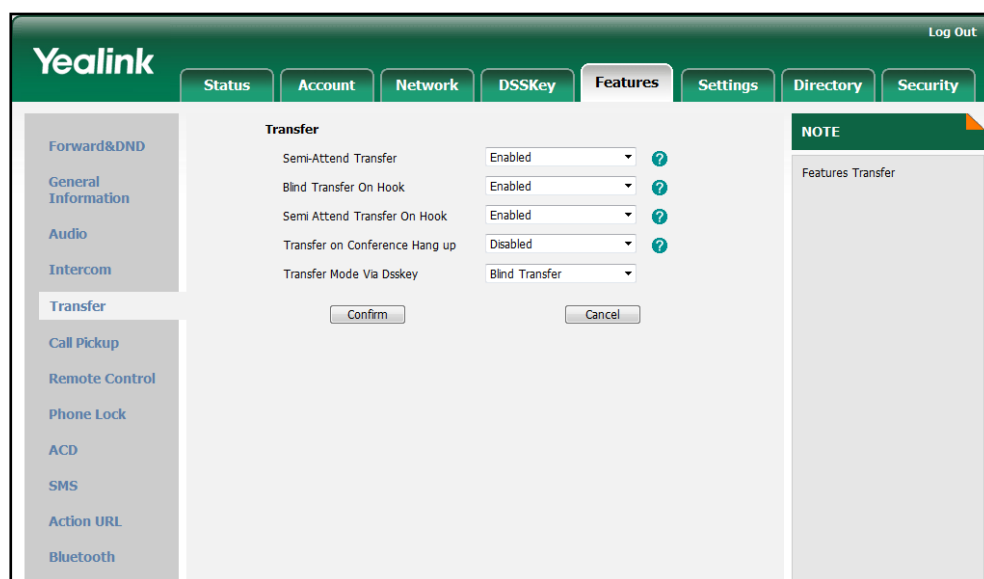 Log Out
Yealink
Status Account Network DSSKey Features Settings Directory Security
Forward&DND
General
Information
Audio
Intercom
Transfer
Call Pickup
Remote Control
Phone Lock
ACD
SMS
Action URL
Bluetooth
Transfer
Semi-Attend Transfer Enabled ?
Blind Transfer On Hook Enabled ?
Semi Attend Transfer On Hook Enabled ?
Transfer on Conference Hang up Disabled ?
Transfer Mode Via Dsskey Blind Transfer
Confirm Cancel
NOTE
Features Transfer